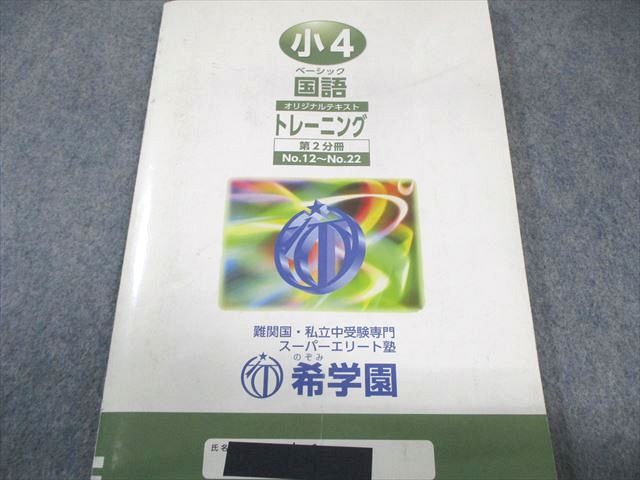 小4
ベーシック
国語
オリジナルテキスト
トレーニング
第2分冊
No.12～No.22
難関国・私立中受験専門
スーパーエリート塾
のぞみ
希学園
氏名